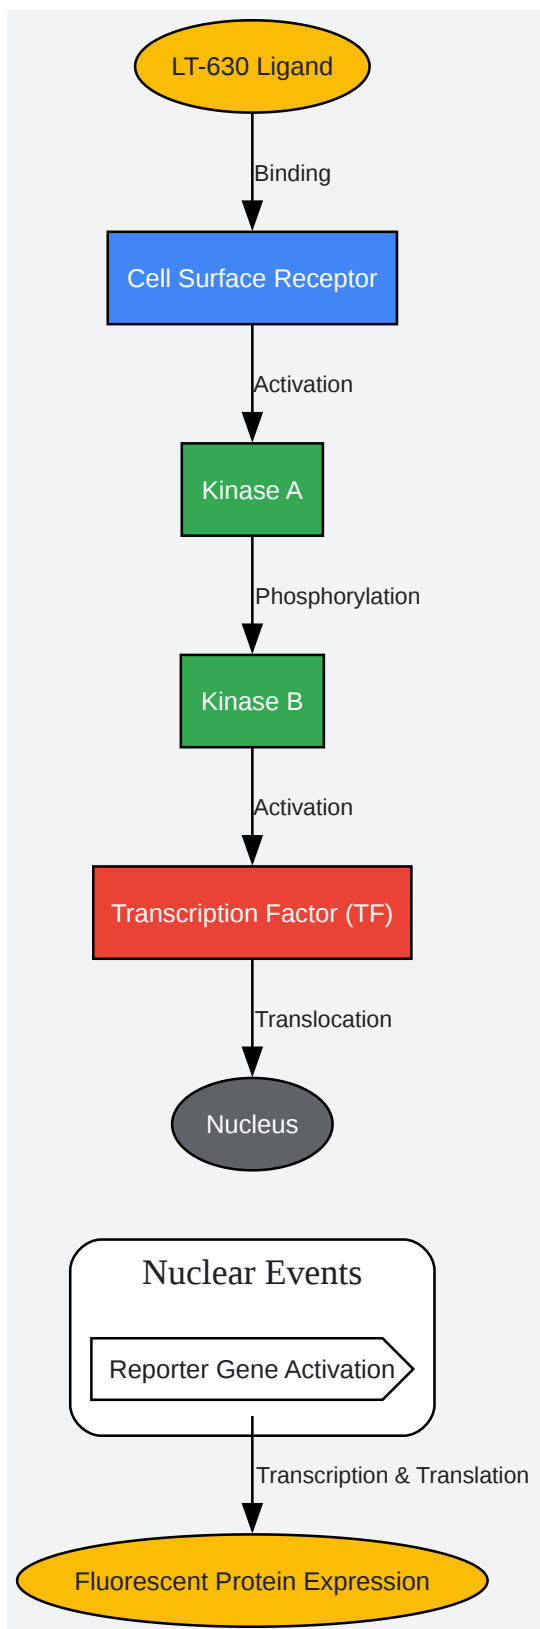 LT-630 Ligand
Binding
Cell Surface Receptor
Activation
Kinase A
Phosphorylation
Kinase B
Activation
Transcription Factor (TF)
Translocation
Nucleus
Nuclear Events
Reporter Gene Activation
Transcription & Translation
Fluorescent Protein Expression